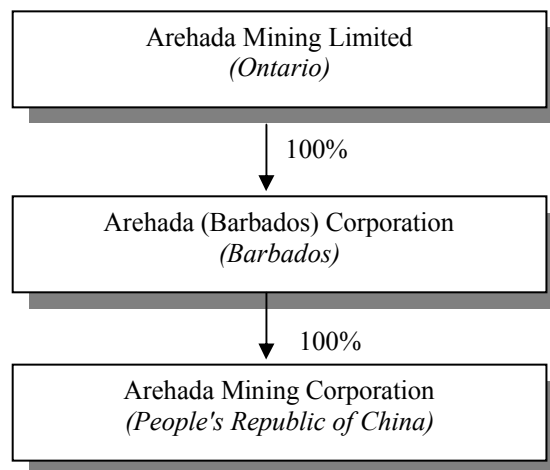 Arehada Mining Limited
(Ontario)
100%
Arehada (Barbados) Corporation
(Barbados)
100%
Arehada Mining Corporation
(People's Republic of China)